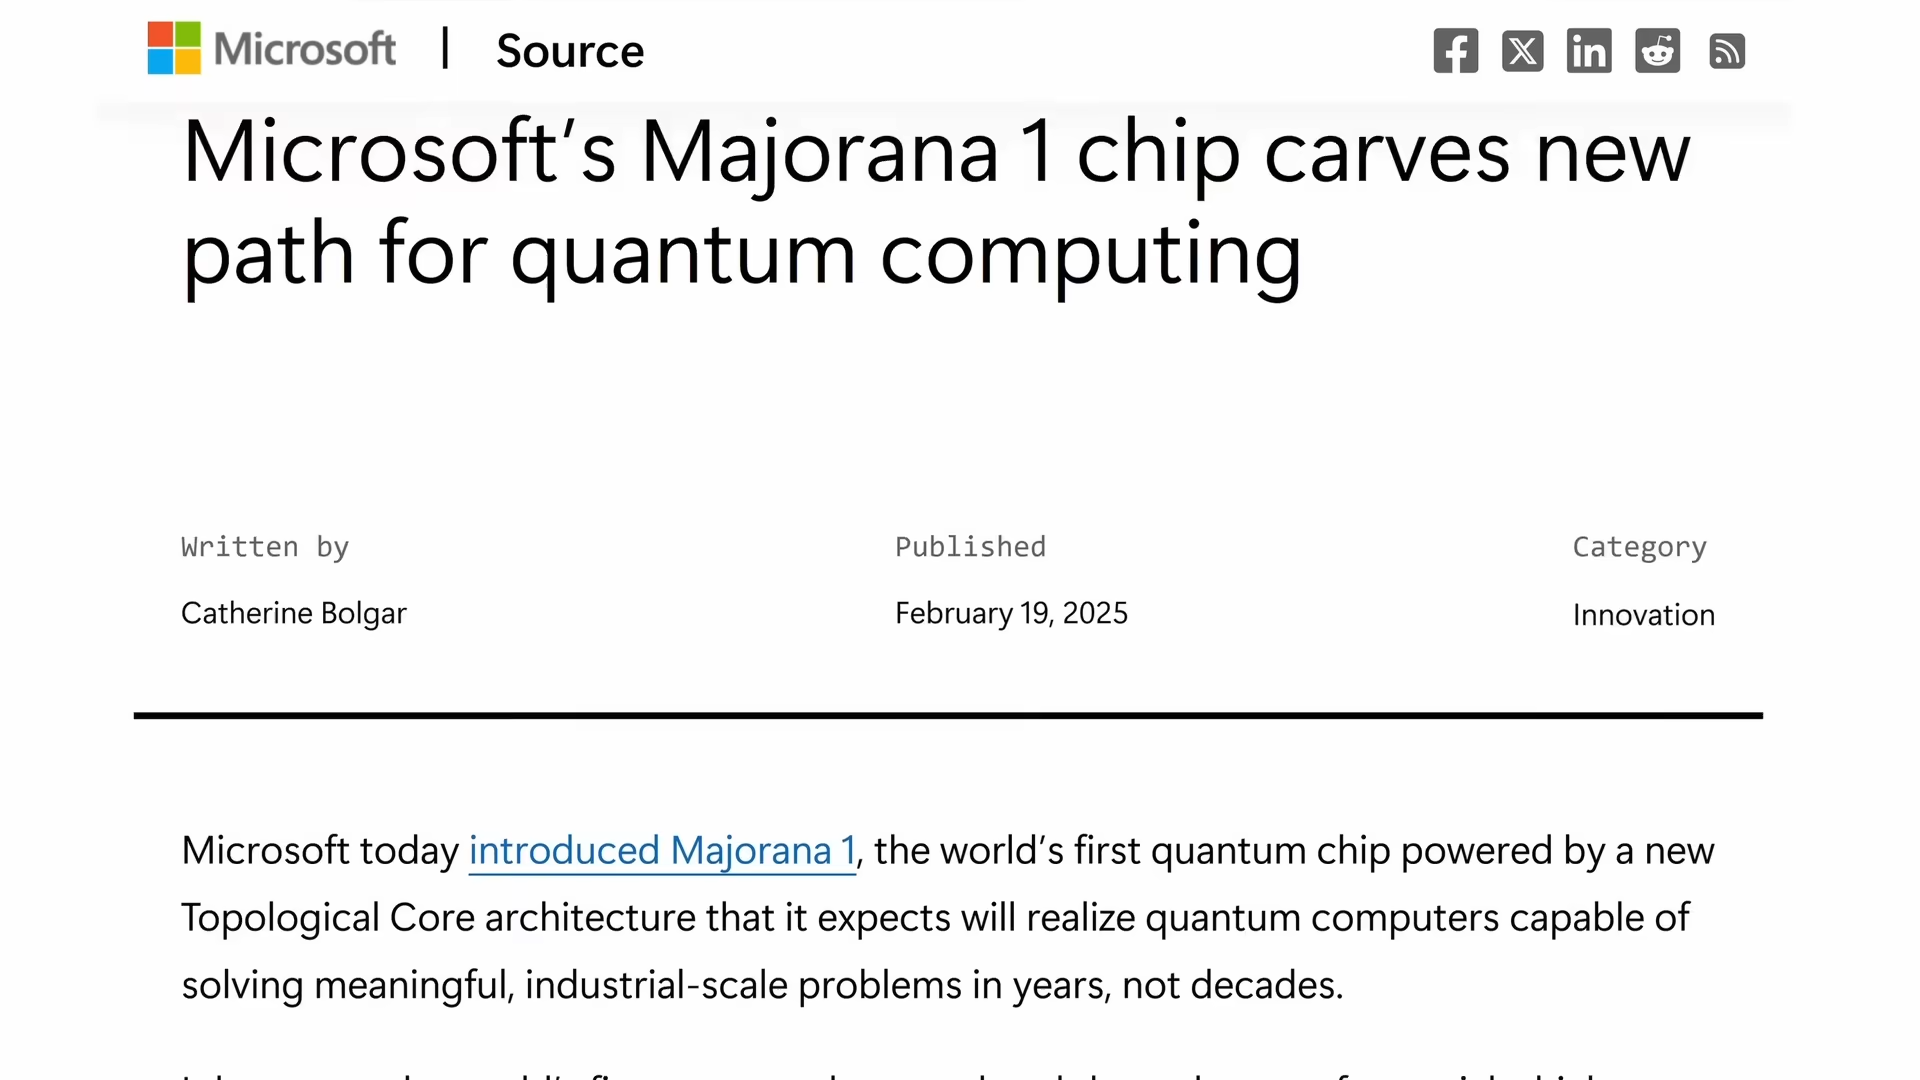 Microsoft | Source
Microsoft’s Majorana 1 chip carves new
path for quantum computing
Written by
Published
Category
Catherine Bolgar
February 19, 2025
Innovation
Microsoft today introduced Majorana 1, the world’s first quantum chip powered by a new
Topological Core architecture that it expects will realize quantum computers capable of
solving meaningful, industrial-scale problems in years, not decades.